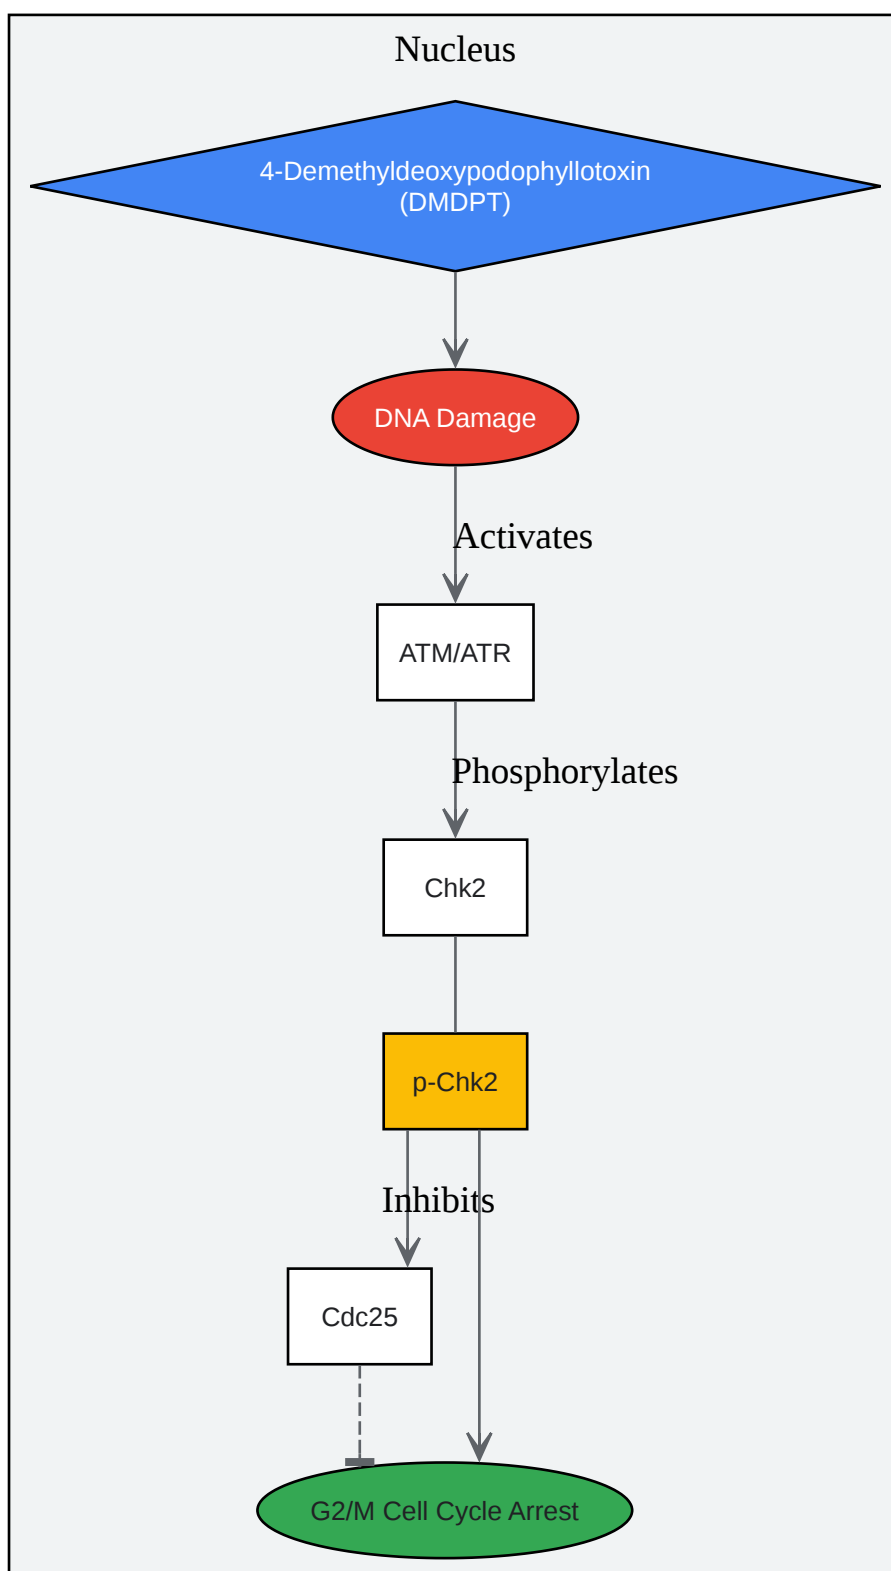 Nucleus
4-Demethyldeoxypodophyllotoxin
(DMDPT)
DNA Damage
Activates
ATM/ATR
Phosphorylates
Chk2
p-Chk2
Inhibits
Cdc25
G2/M Cell Cycle Arrest